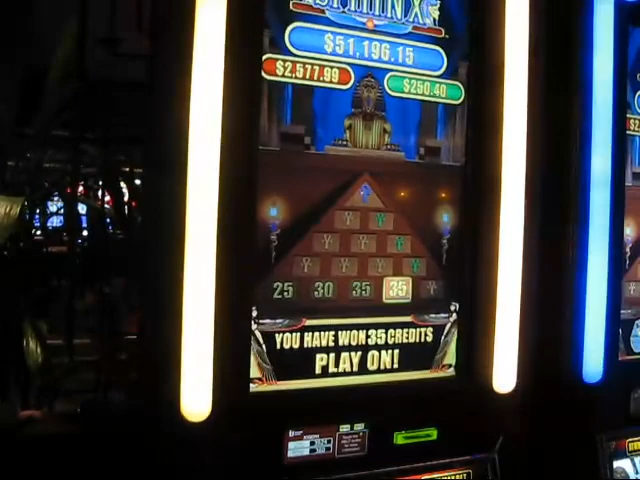 SPHINX
$51,196.15
$2,577.99
$250.40
25 30 35 35
YOU HAVE WON 35 CREDITS
PLAY ON!